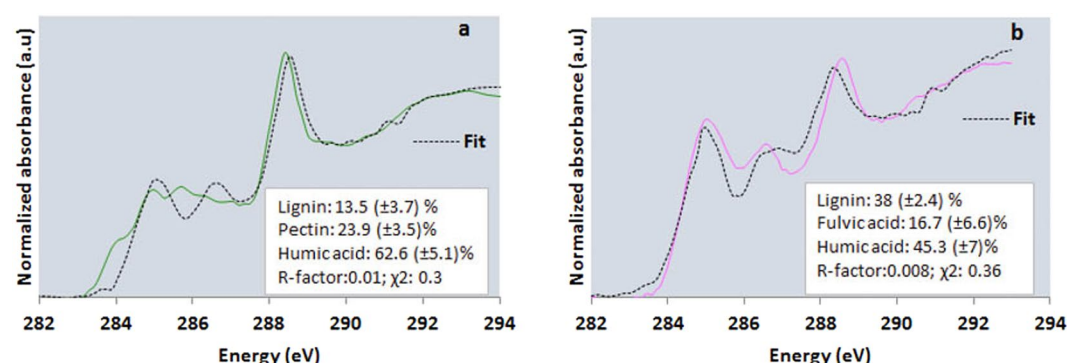 a
Normalized absorbance (a.u)
Fit
Lignin: 13.5 (±3.7) %
Pectin: 23.9 (±3.5)%
Humic acid: 62.6 (±5.1)%
R-factor:0.01; χ2: 0.3
282 284 286 288 290 292 294
Energy (eV)
b
Normalized absorbance (a.u)
Fit
Lignin: 38 (±2.4) %
Fulvic acid: 16.7 (±6.6)%
Humic acid: 45.3 (±7)%
R-factor:0.008; χ2: 0.36
282 284 286 288 290 292 294
Energy (eV)